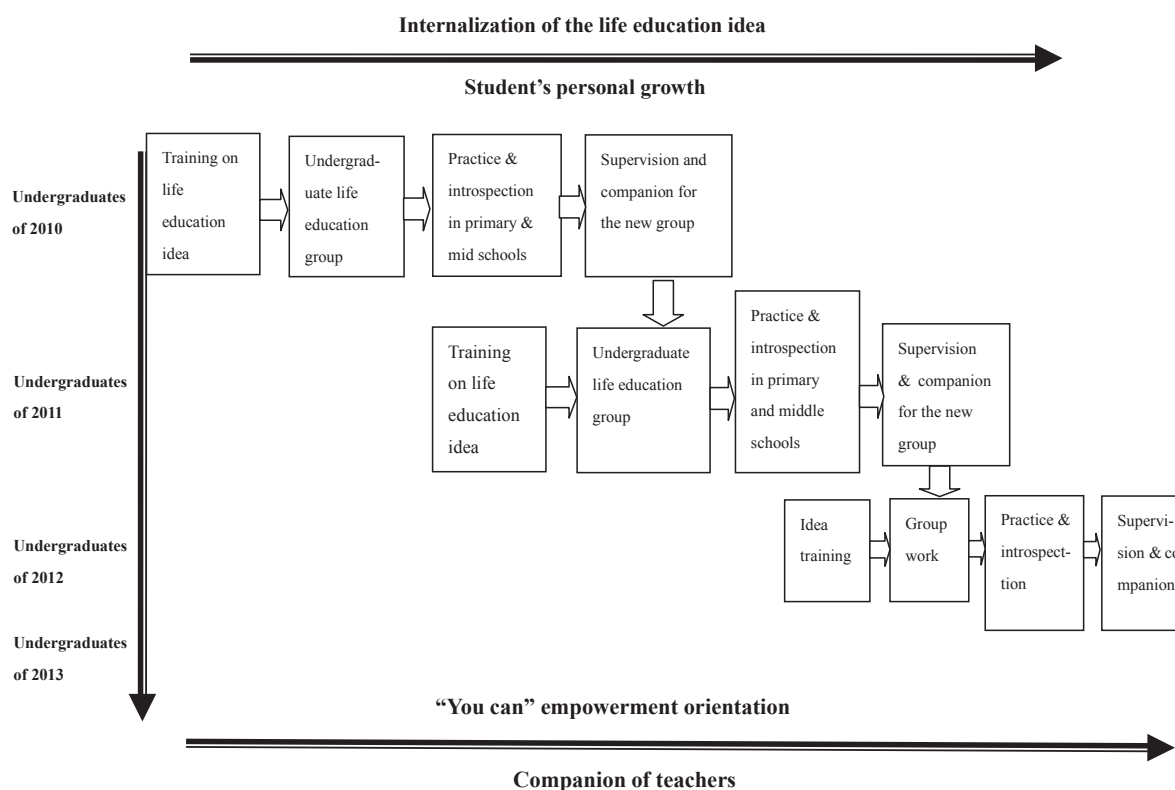 Internalization of the life education idea
Student's personal growth
Undergraduates
of 2010
Training on
life
education
idea
Undergrad-
uate life
education
group
Practice &
introspection
in primary &
mid schools
Supervision and
companion for
the new group
Undergraduates
of 2011
Training
on life
education
idea
Undergraduate
life education
group
Practice &
introspection
in primary
and middle
schools
Supervision
& companion
for the new
group
Undergraduates
of 2012
Idea
training
Group
work
Practice &
introspect-
tion
Supervi-
sion & co
mpanion
Undergraduates
of 2013
“You can” empowerment orientation
Companion of teachers